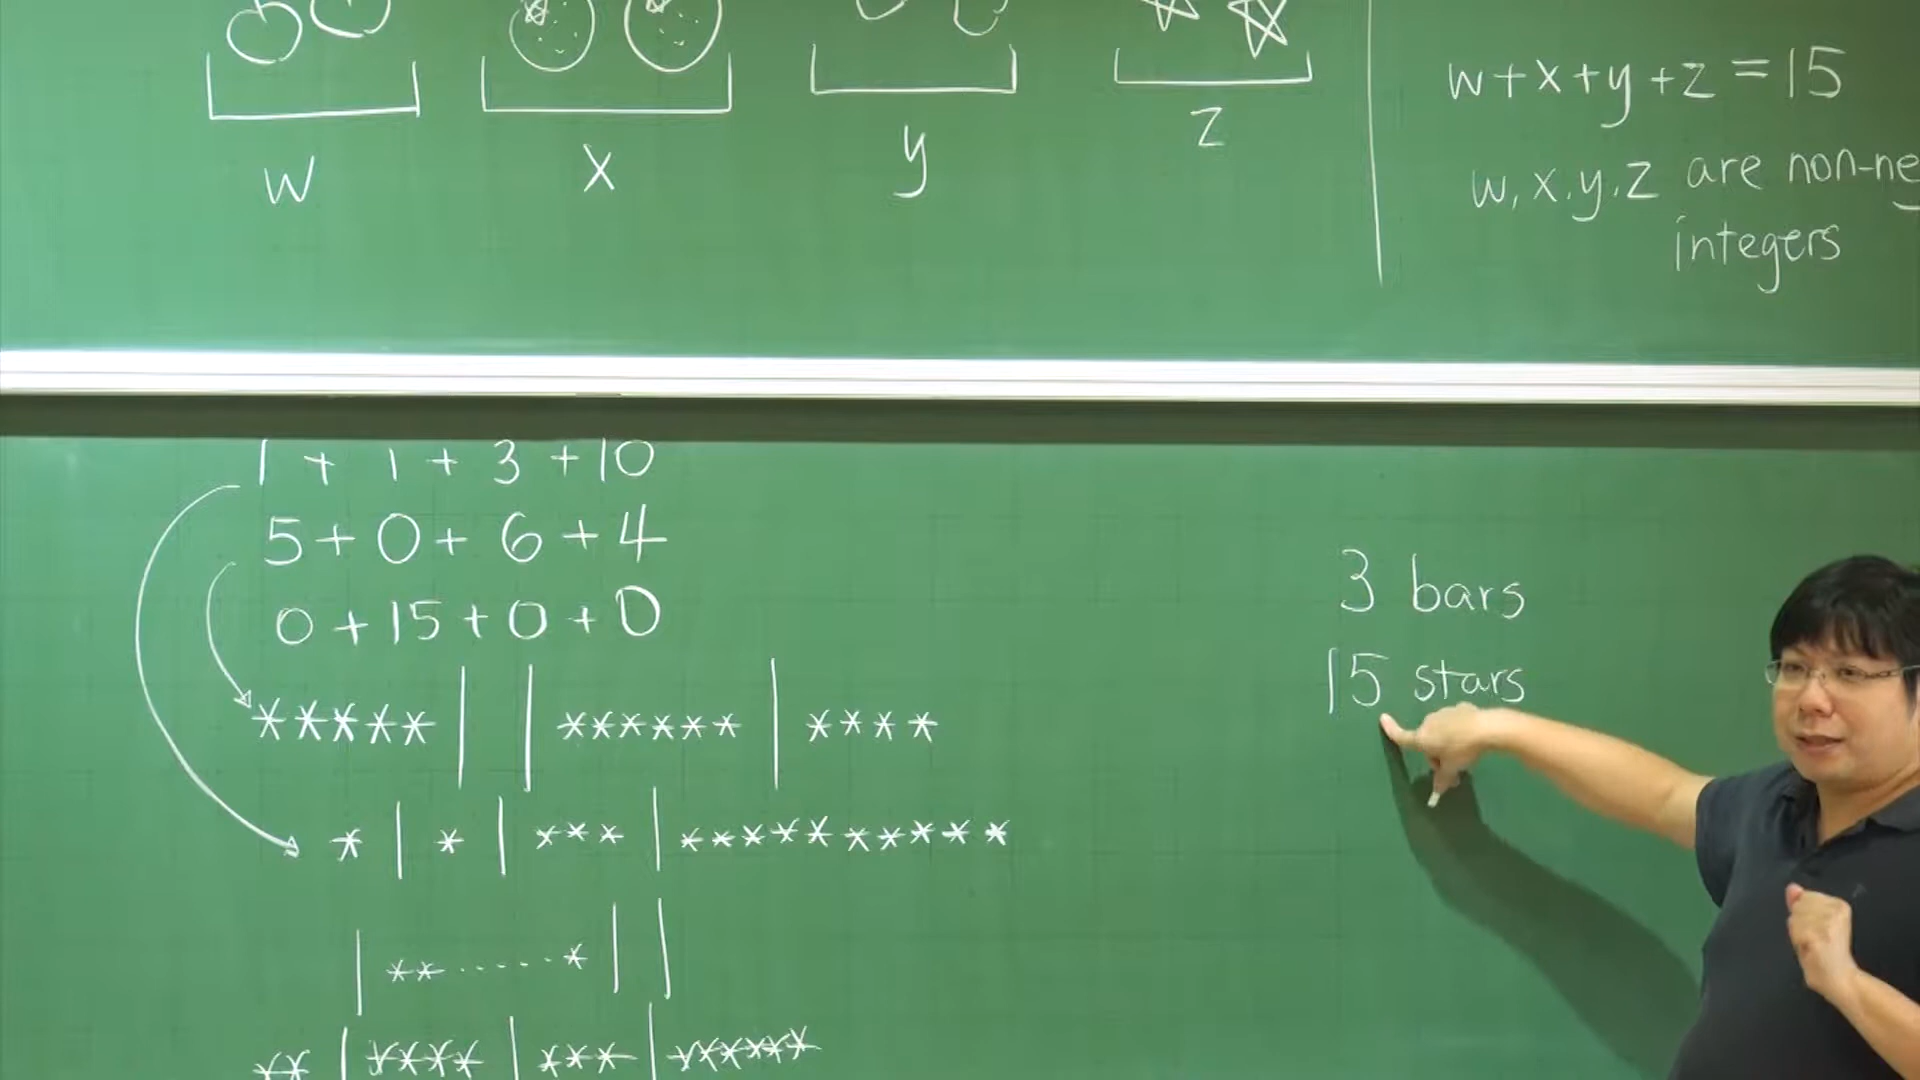 w x y z
w+x+y+z=15
w,x,y,z are non-neg
integers
1 + 1 + 3 + 10
5 + 0 + 6 + 4
0 + 15 + 0 + 0
3 bars
15 stars
*****| |******|****
*|*|***|**********
|**......*| |
**|****|***|******